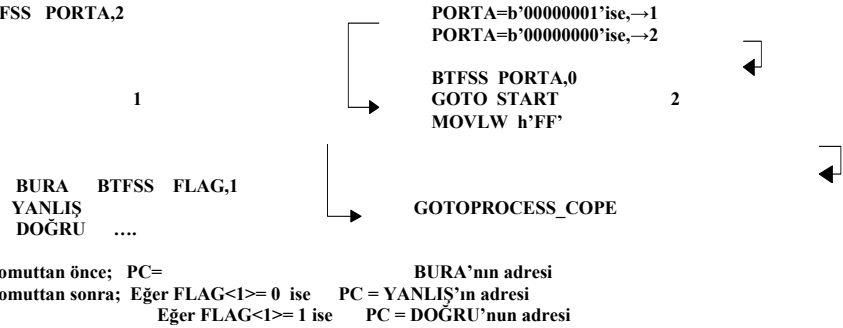 FSS PORTA,2 PORTA=b’00000001’ise,→1
PORTA=b’00000000’ise,→2
BTFSS PORTA,0
1 GOTO START 2
MOVLW h’FF’
BURA BTFSS FLAG,1
YANLIŞ GOTOPROCESS_COPE
DOĞRU ….
omuttan önce; PC= BURA’nın adresi
omuttan sonra; Eğer FLAG<1>= 0 ise PC = YANLIŞ’ın adresi
Eğer FLAG<1>= 1 ise PC = DOĞRU’nun adresi